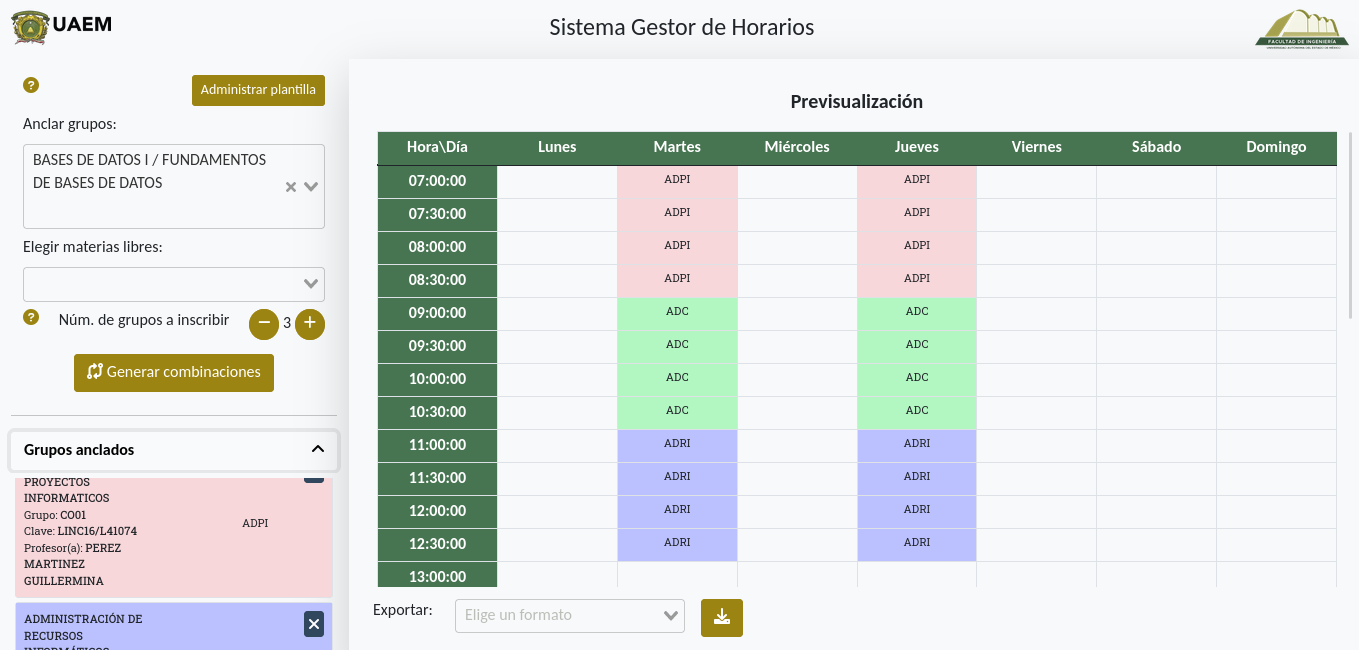 UAEM
Sistema Gestor de Horarios
FACULTAD DE INGENIERÍA
?
Administrar plantilla
Anclar grupos:
BASES DE DATOS I / FUNDAMENTOS
DE BASES DE DATOS
Elegir materias libres:
?
Núm. de grupos a inscribir
− 3 +
Generar combinaciones
Grupos anclados
PROYECTOS
INFORMATICOS
Grupo: CO01
Clave: LINC16/L41074
Profesor(a): PEREZ
MARTINEZ
GUILLERMINA
ADPI
ADMINISTRACIÓN DE
RECURSOS
INFORMÁTICOS
Previsualización
Hora\Día Lunes Martes Miércoles Jueves Viernes Sábado Domingo
07:00:00 ADPI ADPI
07:30:00 ADPI ADPI
08:00:00 ADPI ADPI
08:30:00 ADPI ADPI
09:00:00 ADC ADC
09:30:00 ADC ADC
10:00:00 ADC ADC
10:30:00 ADC ADC
11:00:00 ADRI ADRI
11:30:00 ADRI ADRI
12:00:00 ADRI ADRI
12:30:00 ADRI ADRI
13:00:00
Exportar:
Elige un formato